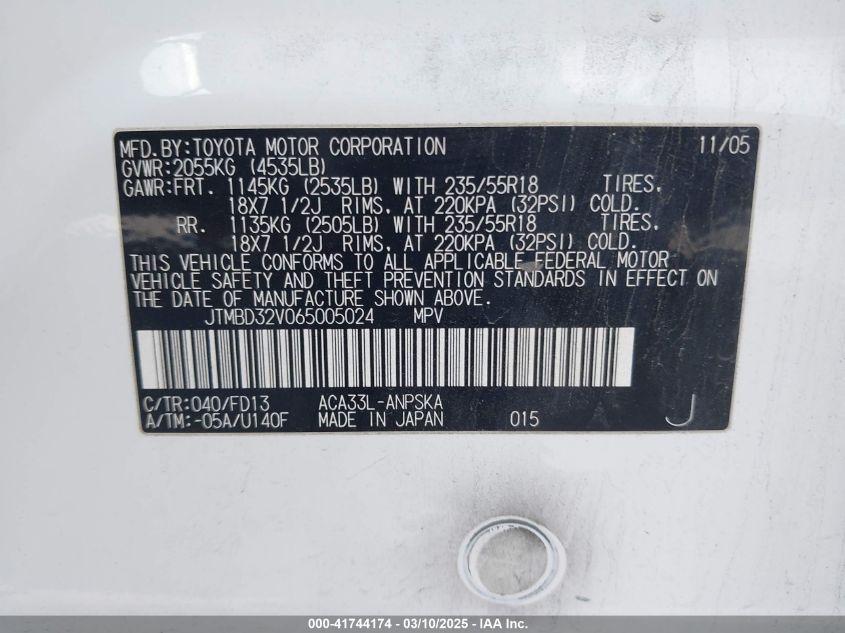 MFD.BY:TOYOTA MOTOR CORPORATION 11/05
GVWR:2055KG (4535LB)
GAWR:FRT. 1145KG (2535LB) WITH 235/55R18 TIRES,
18X7 1/2J RIMS, AT 220KPA (32PSI) COLD.
RR. 1135KG (2505LB) WITH 235/55R18 TIRES,
18X7 1/2J RIMS, AT 220KPA (32PSI) COLD.
THIS VEHICLE CONFORMS TO ALL APPLICABLE FEDERAL MOTOR
VEHICLE SAFETY AND THEFT PREVENTION STANDARDS IN EFFECT ON
THE DATE OF MANUFACTURE SHOWN ABOVE.
JTMBD32V065005024 MPV
C/TR:040/FD13 ACA33L-ANPSKA
A/TM:-05A/U140F MADE IN JAPAN 015 J
000-41744174 - 03/10/2025 - IAA Inc.